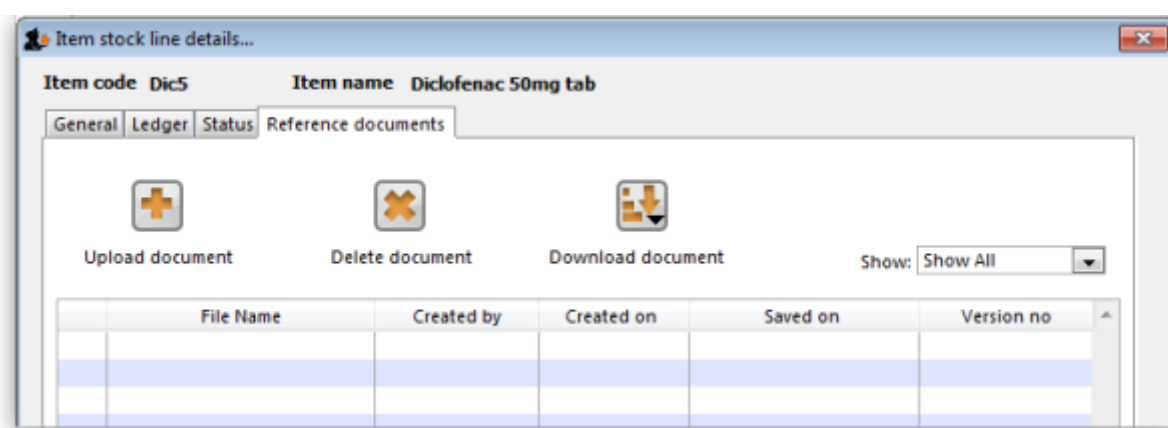 Item stock line details...
Item code Dic5 Item name Diclofenac 50mg tab
General Ledger Status Reference documents
Upload document Delete document Download document Show: Show All
File Name Created by Created on Saved on Version no